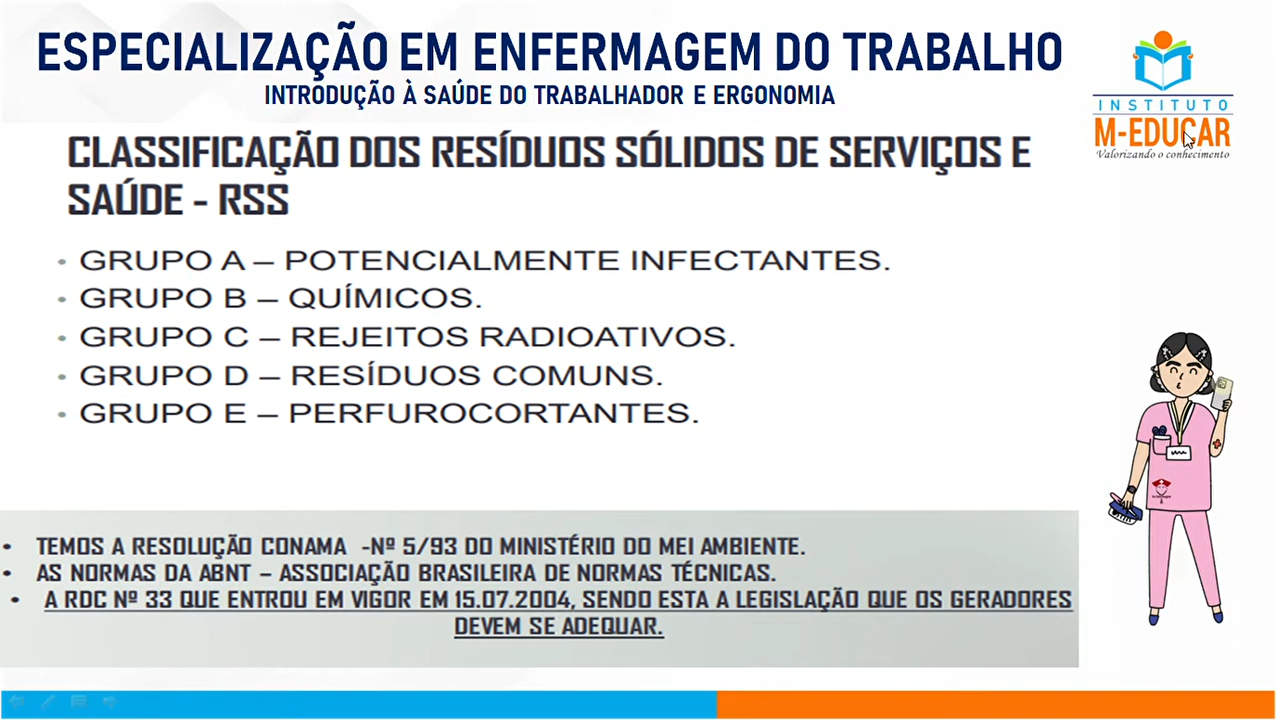 ESPECIALIZAÇÃO EM ENFERMAGEM DO TRABALHO
INTRODUÇÃO À SAÚDE DO TRABALHADOR E ERGONOMIA
INSTITUTO
M-EDUCAR
Valorizando o conhecimento
CLASSIFICAÇÃO DOS RESÍDUOS SÓLIDOS DE SERVIÇOS E
SAÚDE - RSS
• GRUPO A – POTENCIALMENTE INFECTANTES.
• GRUPO B – QUÍMICOS.
• GRUPO C – REJEITOS RADIOATIVOS.
• GRUPO D – RESÍDUOS COMUNS.
• GRUPO E – PERFUROCORTANTES.
• TEMOS A RESOLUÇÃO CONAMA -Nº 5/93 DO MINISTÉRIO DO MEI AMBIENTE.
• AS NORMAS DA ABNT – ASSOCIAÇÃO BRASILEIRA DE NORMAS TÉCNICAS.
• A RDC Nº 33 QUE ENTROU EM VIGOR EM 15.07.2004, SENDO ESTA A LEGISLAÇÃO QUE OS GERADORES
DEVEM SE ADEQUAR.